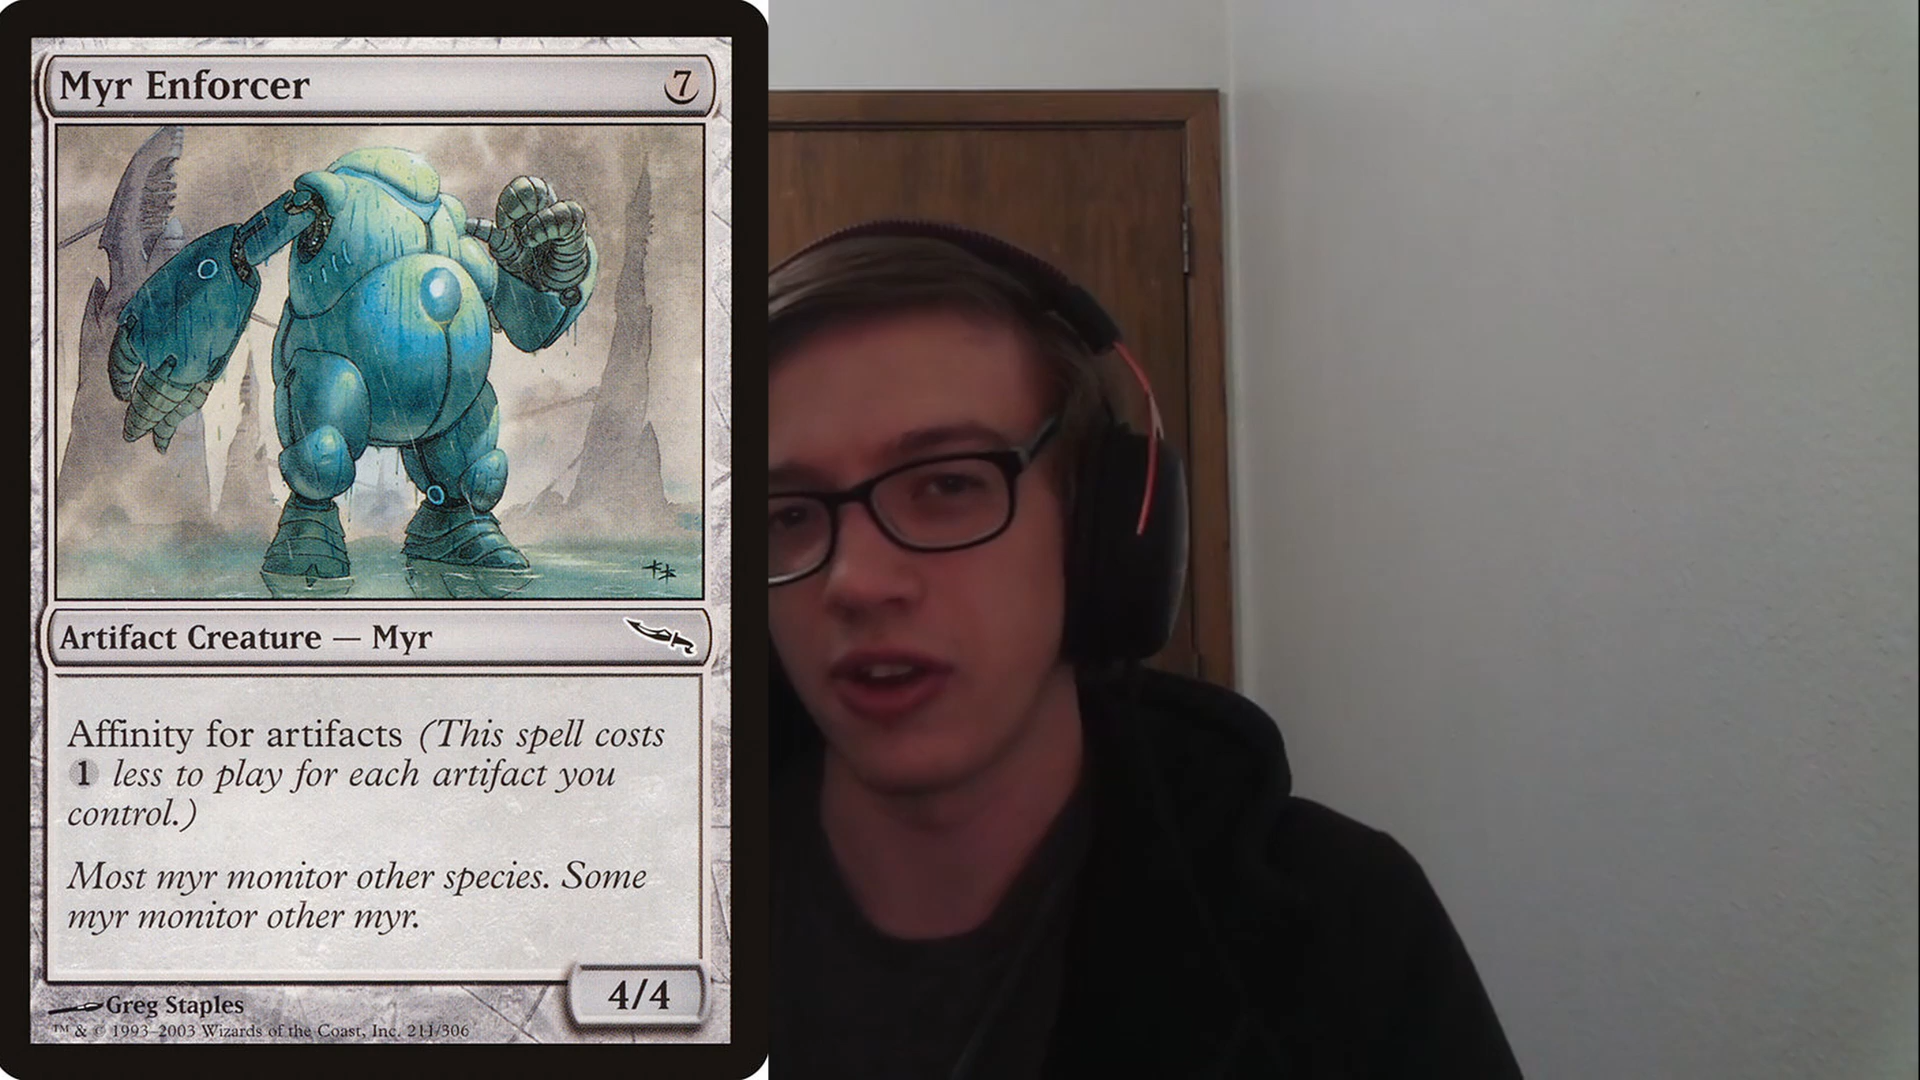 Myr Enforcer 7
Artifact Creature — Myr
Affinity for artifacts (This spell costs
1 less to play for each artifact you
control.)
Most myr monitor other species. Some
myr monitor other myr.
4/4
Greg Staples
™ & © 1993–2003 Wizards of the Coast, Inc. 211/306